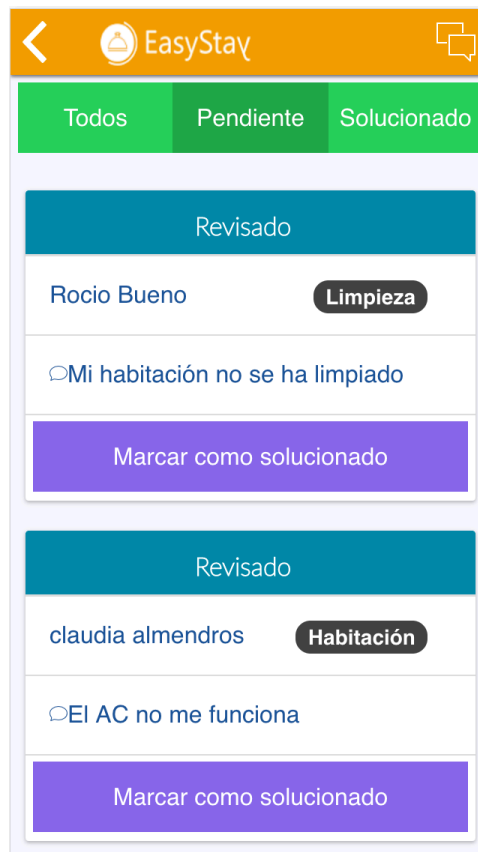 EasyStay
Todos Pendiente Solucionado
Revisado
Rocio Bueno Limpieza
Mi habitación no se ha limpiado
Marcar como solucionado
Revisado
claudia almendros Habitación
El AC no me funciona
Marcar como solucionado